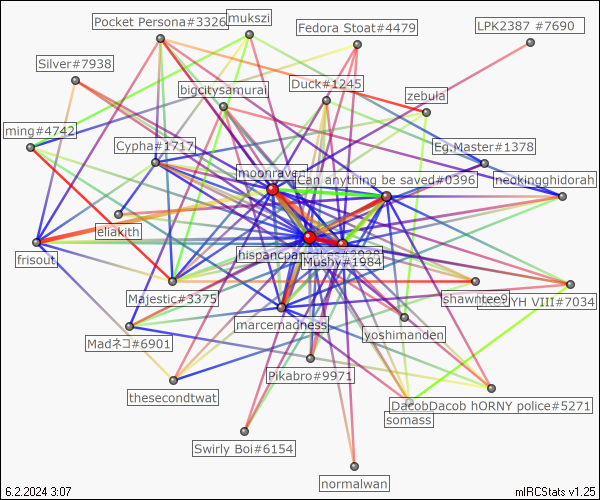 Pocket Persona#3326
mukszi
Fedora Stoat#4479
LPK2387 #7690
Silver#7938
bigcitysamurai
Duck#1245
zebula
ming#4742
Cypha#1717
Eg.Master#1378
moonraven
Can anything be saved#0396
neokingghidorah
eliakith
frisout
hispancpa
Mushy#1984
Majestic#3375
shawntee9
YH VIII#7034
marcemadness
yoshimanden
Madネコ#6901
Pikabro#9971
thesecondtwat
DacobDacob hORNY police#5271
somass
Swirly Boi#6154
normalwan
6.2.2024 3:07
mIRCStats v1.25